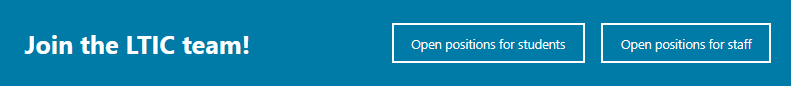 Join the LTIC team!
Open positions for students
Open positions for staff